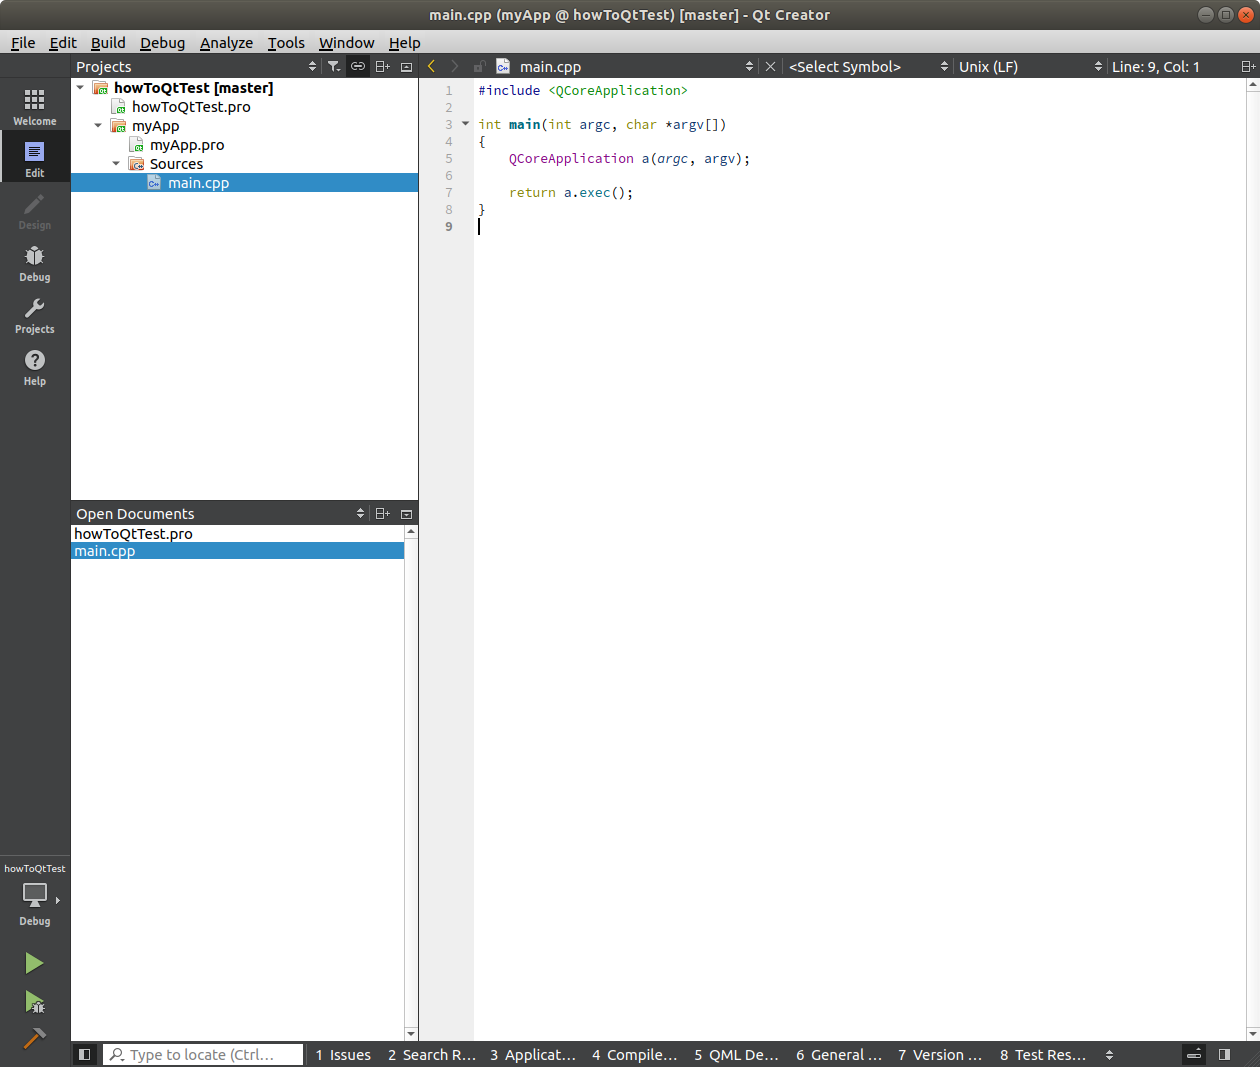 main.cpp (myApp @ howToQtTest) [master] - Qt Creator
File Edit Build Debug Analyze Tools Window Help
Projects
main.cpp
<Select Symbol>
Unix (LF)
Line: 9, Col: 1
Welcome
Edit
Design
Debug
Projects
Help
howToQtTest [master]
howToQtTest.pro
myApp
myApp.pro
Sources
main.cpp
1 #include <QCoreApplication>
2
3 int main(int argc, char *argv[])
4 {
5 QCoreApplication a(argc, argv);
6
7 return a.exec();
8 }
9
Open Documents
howToQtTest.pro
main.cpp
howToQtTest
Debug
Type to locate (Ctrl...
1 Issues 2 Search R... 3 Applicat... 4 Compile... 5 QML De... 6 General ... 7 Version ... 8 Test Res...